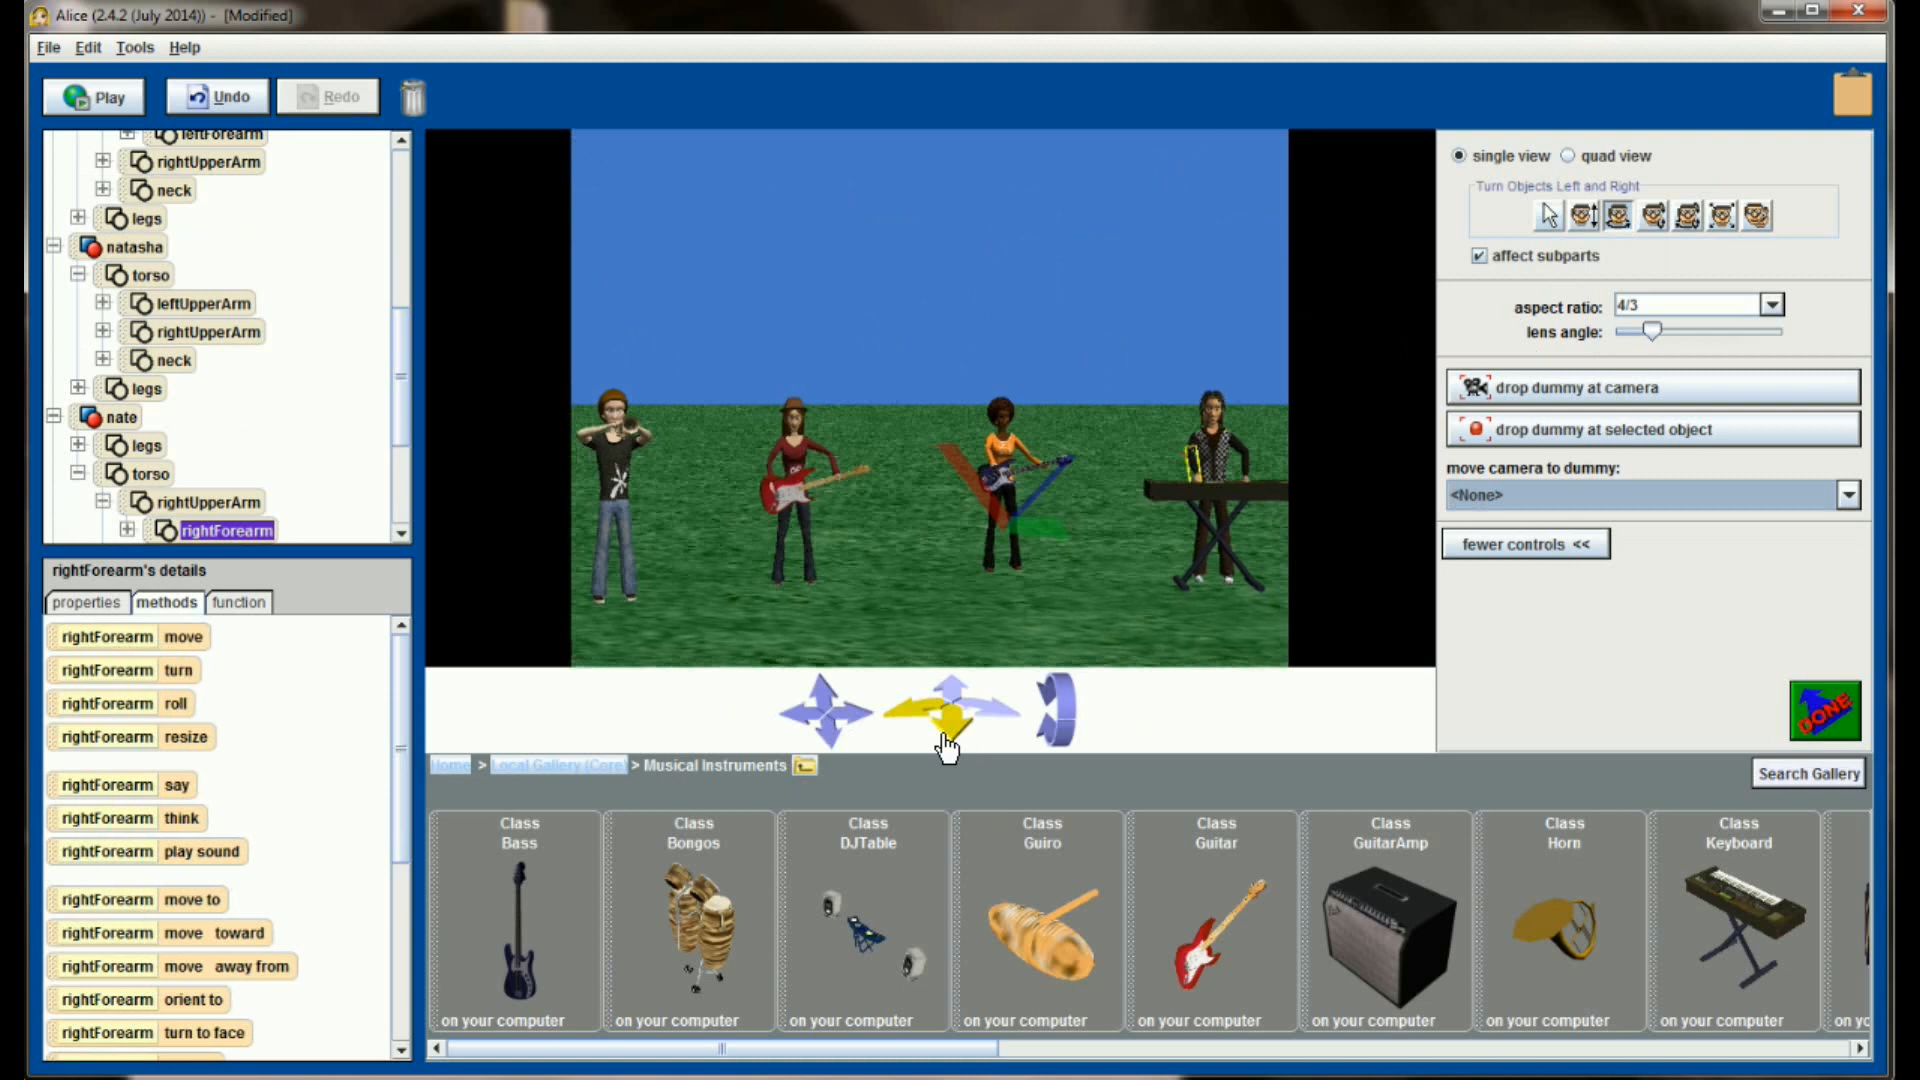 Alice (2.4.2 (July 2014)) - [Modified]
File Edit Tools Help
Play Undo Redo
leftForearm
rightUpperArm
neck
legs
natasha
torso
leftUpperArm
rightUpperArm
neck
legs
nate
legs
torso
rightUpperArm
rightForearm
rightForearm's details
properties methods function
rightForearm move
rightForearm turn
rightForearm roll
rightForearm resize
rightForearm say
rightForearm think
rightForearm play sound
rightForearm move to
rightForearm move toward
rightForearm move away from
rightForearm orient to
rightForearm turn to face
single view quad view
Turn Objects Left and Right
affect subparts
aspect ratio: 4/3
lens angle:
drop dummy at camera
drop dummy at selected object
move camera to dummy:
<None>
fewer controls <<
DONE
Home > Local Gallery (Core) > Musical Instruments
Search Gallery
Class Bass
on your computer
Class Bongos
on your computer
Class DJTable
on your computer
Class Guiro
on your computer
Class Guitar
on your computer
Class GuitarAmp
on your computer
Class Horn
on your computer
Class Keyboard
on your computer